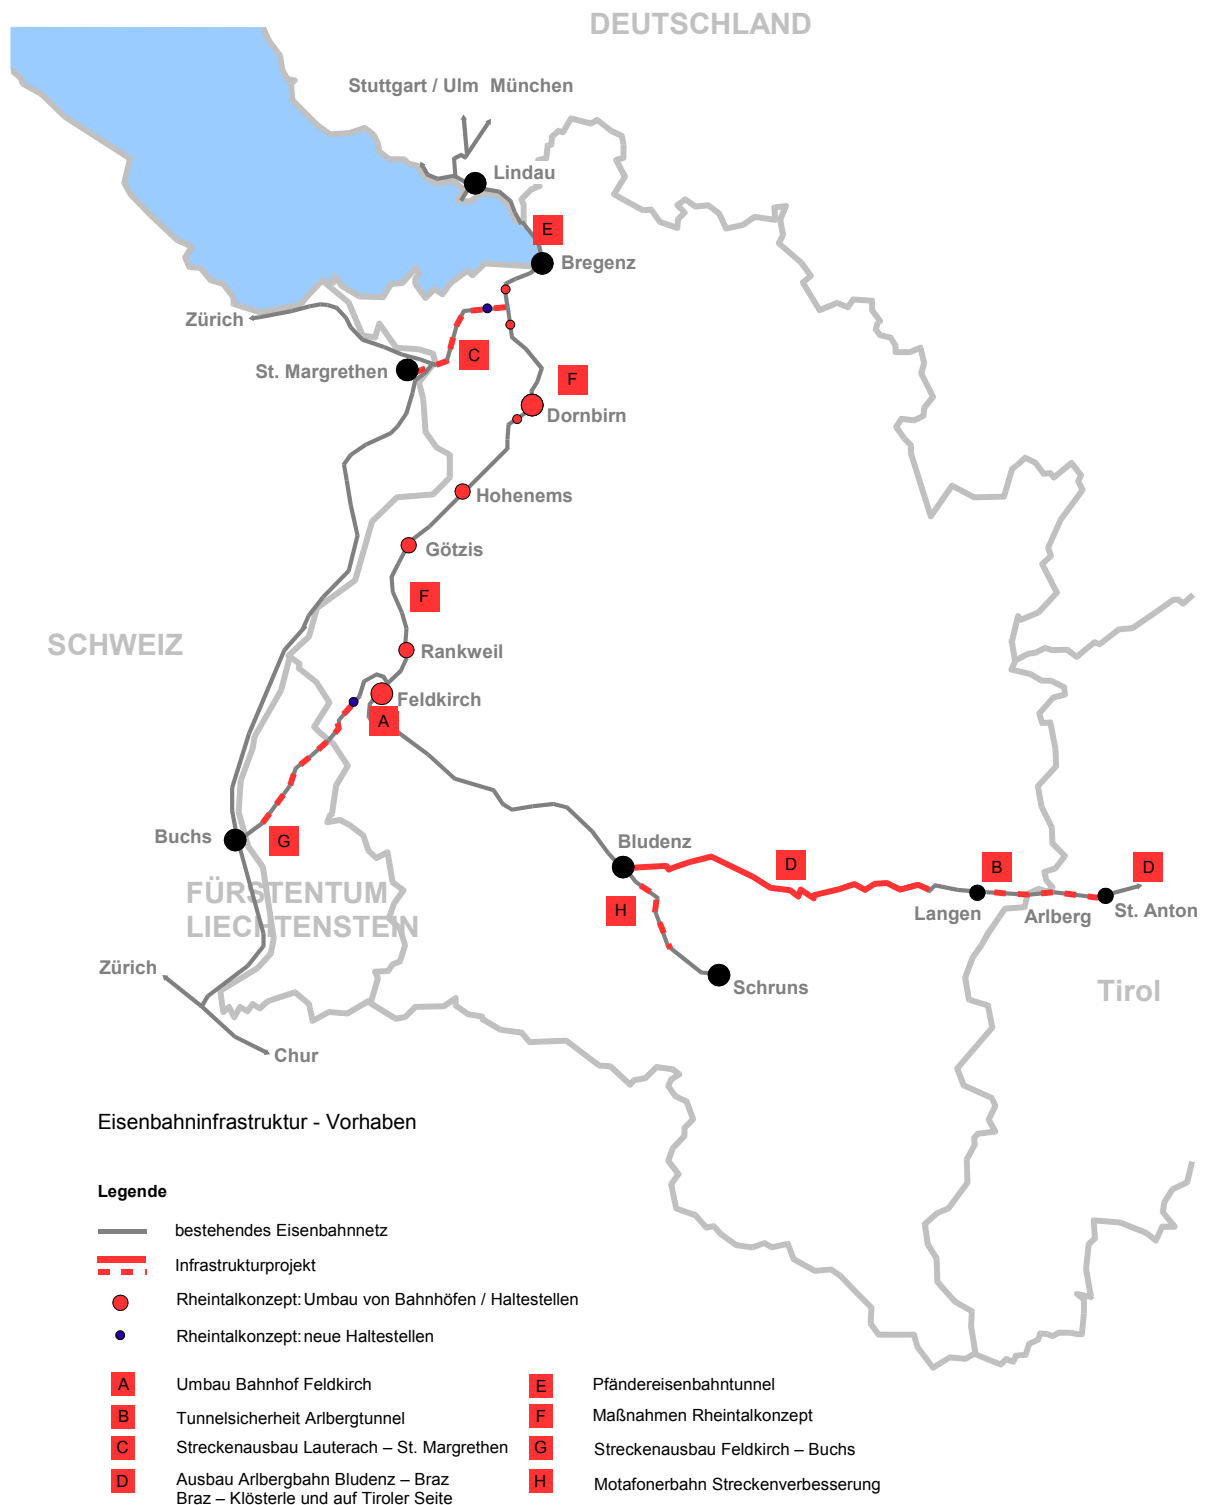 DEUTSCHLAND
Stuttgart / Ulm München
Lindau
E
Bregenz
Zürich
C
St. Margrethen
F
Dornbirn
Hohenems
Götzis
F
SCHWEIZ
Rankweil
Feldkirch
A
Buchs
G
Bludenz
D
B
D
FÜRSTENTUM
LIECHTENSTEIN
H
Langen
Arlberg
St. Anton
Zürich
Schruns
Tirol
Chur
Eisenbahninfrastruktur - Vorhaben
Legende
bestehendes Eisenbahnnetz
Infrastrukturprojekt
Rheintalkonzept: Umbau von Bahnhöfen / Haltestellen
Rheintalkonzept: neue Haltestellen
A Umbau Bahnhof Feldkirch
B Tunnelsicherheit Arlbergtunnel
C Streckenausbau Lauterach – St. Margrethen
D Ausbau Arlbergbahn Bludenz – Braz
Braz – Klösterle und auf Tiroler Seite
E Pfändereisenbahntunnel
F Maßnahmen Rheintalkonzept
G Streckenausbau Feldkirch – Buchs
H Motafonerbahn Streckenverbesserung